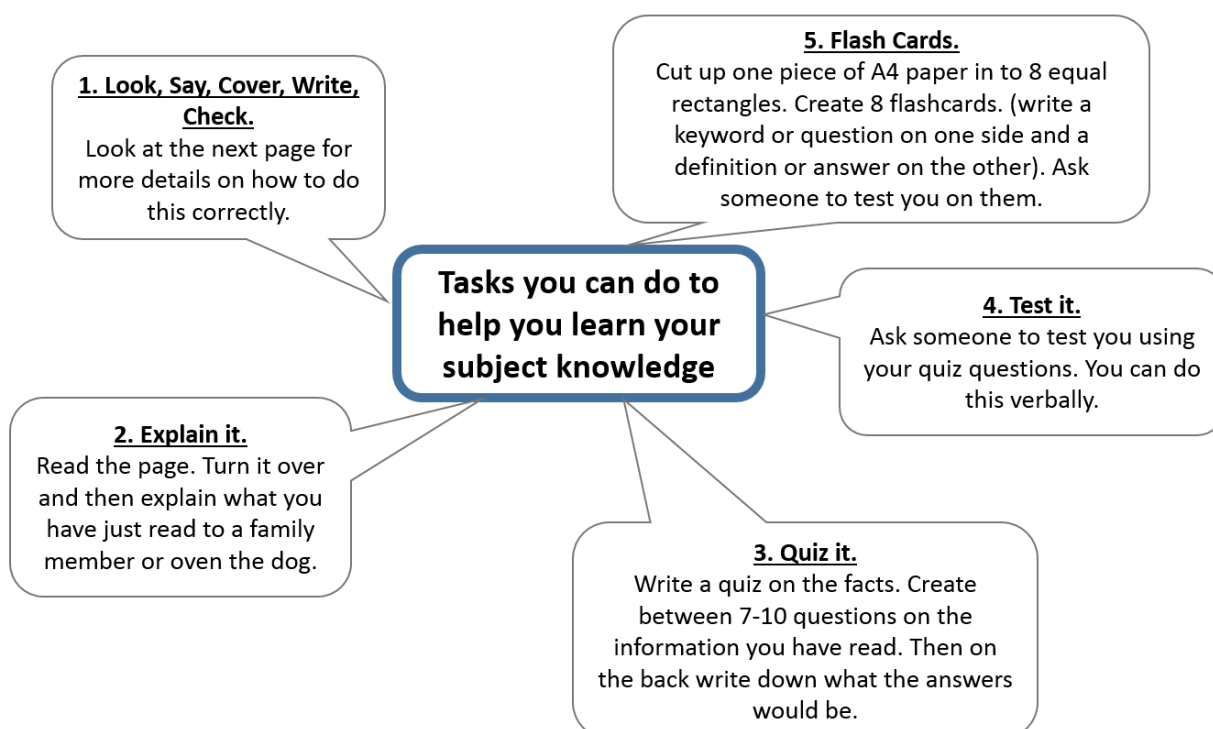 Tasks you can do to
help you learn your
subject knowledge
1. Look, Say, Cover, Write,
Check.
Look at the next page for
more details on how to do
this correctly.
2. Explain it.
Read the page. Turn it over
and then explain what you
have just read to a family
member or oven the dog.
3. Quiz it.
Write a quiz on the facts. Create
between 7-10 questions on the
information you have read. Then on
the back write down what the answers
would be.
4. Test it.
Ask someone to test you using
your quiz questions. You can do
this verbally.
5. Flash Cards.
Cut up one piece of A4 paper in to 8 equal
rectangles. Create 8 flashcards. (write a
keyword or question on one side and a
definition or answer on the other). Ask
someone to test you on them.